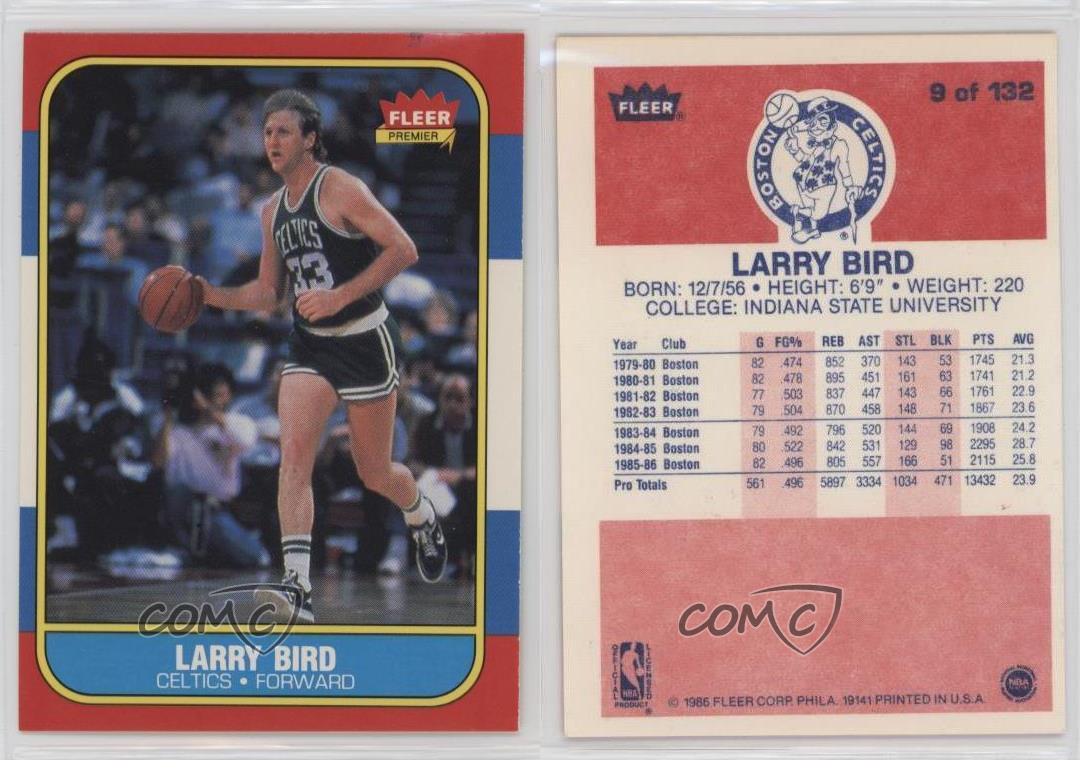 FLEER
PREMIER
CELTICS
33
COMC
LARRY BIRD
CELTICS • FORWARD
FLEER®
9 of 132
BOSTON CELTICS
®
LARRY BIRD
BORN: 12/7/56 • HEIGHT: 6'9" • WEIGHT: 220
COLLEGE: INDIANA STATE UNIVERSITY
Year Club G FG% REB AST STL BLK PTS AVG
1979-80 Boston 82 .474 852 370 143 53 1745 21.3
1980-81 Boston 82 .478 895 451 161 63 1741 21.2
1981-82 Boston 77 .503 837 447 143 66 1761 22.9
1982-83 Boston 79 .504 870 458 148 71 1867 23.6
1983-84 Boston 79 .492 796 520 144 69 1908 24.2
1984-85 Boston 80 .522 842 531 129 98 2295 28.7
1985-86 Boston 82 .496 805 557 166 51 2115 25.8
Pro Totals 561 .496 5897 3334 1034 471 13432 23.9
COMC
OFFICIAL LICENSED
NBA
PRODUCT ®
© 1986 FLEER CORP. PHILA. 19141 PRINTED IN U.S.A.
NBA